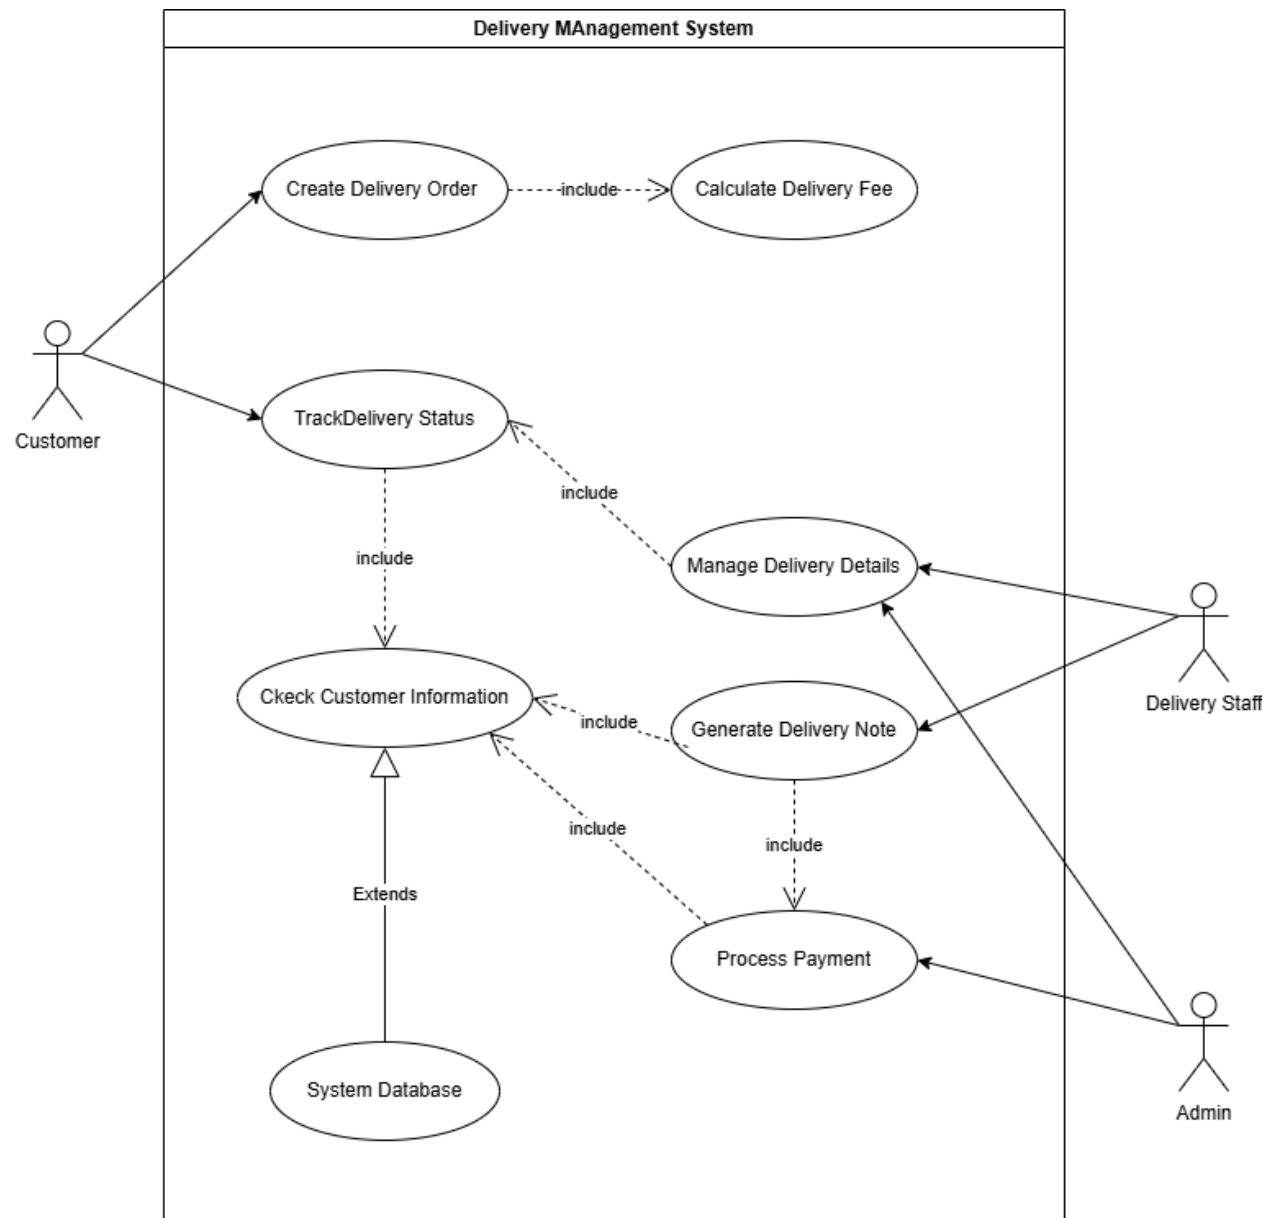 Delivery MAnagement System
Create Delivery Order
include
Calculate Delivery Fee
Customer
TrackDelivery Status
include
include
Manage Delivery Details
Delivery Staff
Ckeck Customer Information
include
Generate Delivery Note
include
include
Extends
Process Payment
System Database
Admin